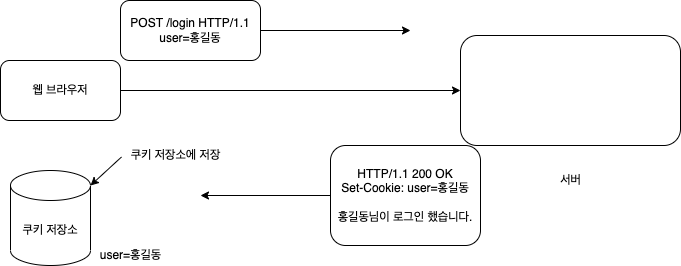 POST /login HTTP/1.1
user=홍길동
웹 브라우저
쿠키 저장소에 저장
HTTP/1.1 200 OK
Set-Cookie: user=홍길동
홍길동님이 로그인 했습니다.
서버
쿠키 저장소
user=홍길동